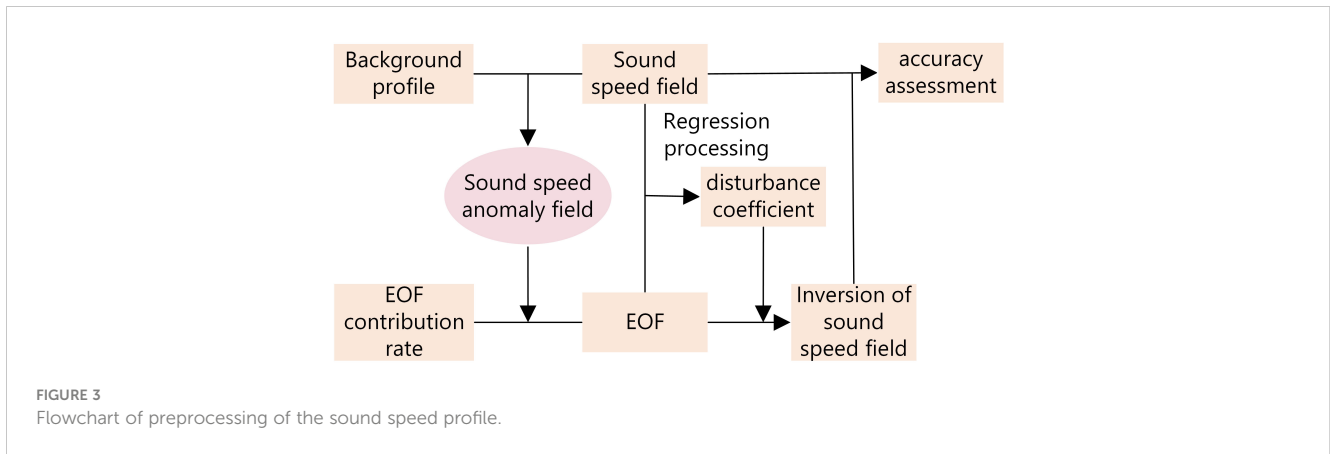 Background
profile
Sound
speed field
accuracy
assessment
Regression
processing
Sound speed
anomaly field
disturbance
coefficient
EOF
contribution
rate
EOF
Inversion of
sound
speed field
FIGURE 3
Flowchart of preprocessing of the sound speed profile.